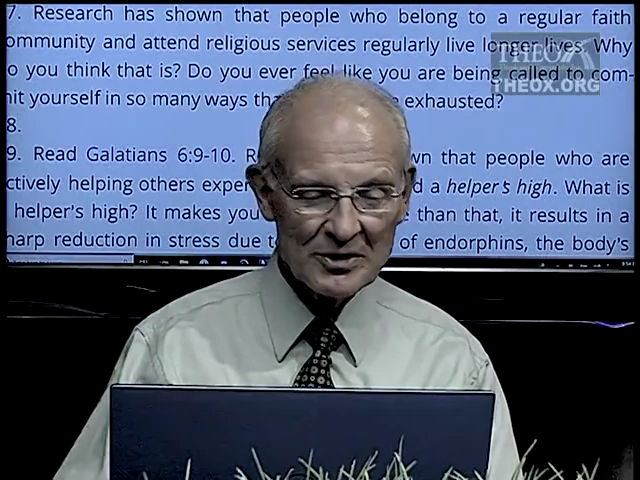 7. Research has shown that people who belong to a regular faith
ommunity and attend religious services regularly live longer lives. Why
o you think that is? Do you ever feel like you are being called to com-
mit yourself in so many ways tha exhausted?
8.
9. Read Galatians 6:9-10. R wn that people who are
ctively helping others exper d a helper's high. What is
helper's high? It makes you than that, it results in a
harp reduction in stress due t of endorphins, the body's
THEOX
THEOX.ORG